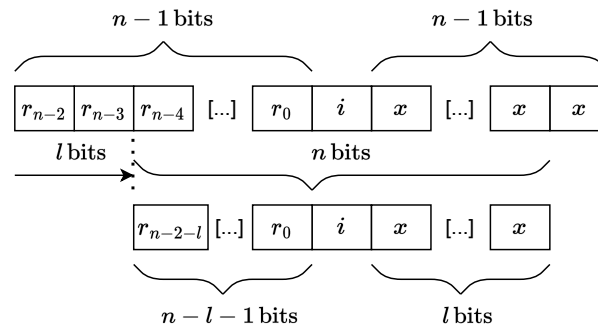 n − 1 bits n − 1 bits
r_{n−2} r_{n−3} r_{n−4} [...] r_0 i x [...] x x
l bits n bits
r_{n−2−l} [...] r_0 i x [...] x
n − l − 1 bits l bits